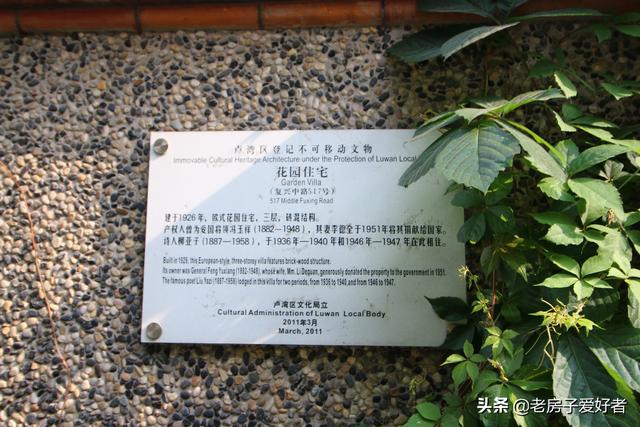 卢湾区登记不可移动文物
Immovable Cultural Heritage Architecture under the Protection of Luwan Local
花园住宅
Garden Villa
（复兴中路517号）
517 Middle Fuxing Road
建于1926年，欧式花园住宅，三层，砖混结构。
产权人曾为爱国将领冯玉祥（1882—1948），其妻李德全于1951年将其捐献给国家。
诗人柳亚子（1887—1958），于1936年—1940年和1946年—1947年在此租住。
Built in 1926, this European-style, three-storey villa features brick-wood structure.
Its owner was General Feng Yuxiang (1882-1948), whose wife, Mm. Li Dequan, generously donated the property to the government in 1951.
The famous poet Liu Yazi (1887-1958) lodged in this villa for two periods, from 1936 to 1940, and from 1946 to 1947.
卢湾区文化局立
Cultural Administration of Luwan Local Body
2011年3月
March, 2011
头条 @老房子爱好者